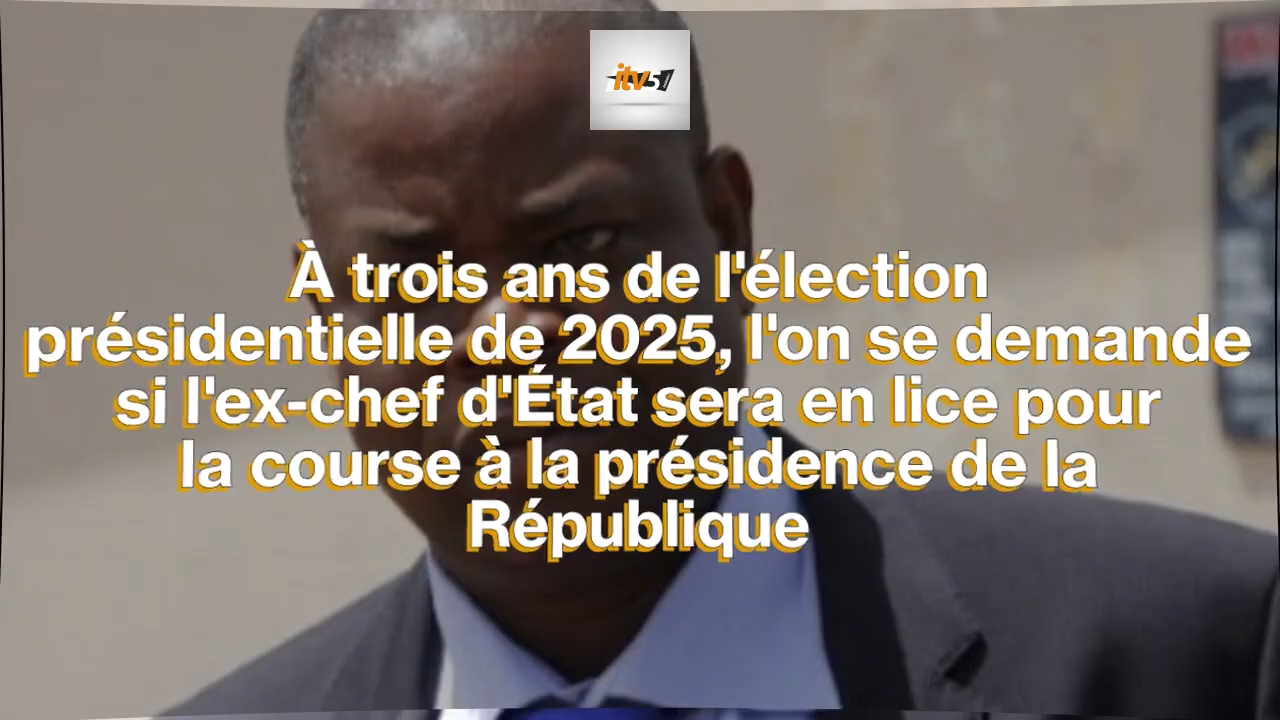 itv5
À trois ans de l'élection
présidentielle de 2025, l'on se demande
si l'ex-chef d'État sera en lice pour
la course à la présidence de la
République